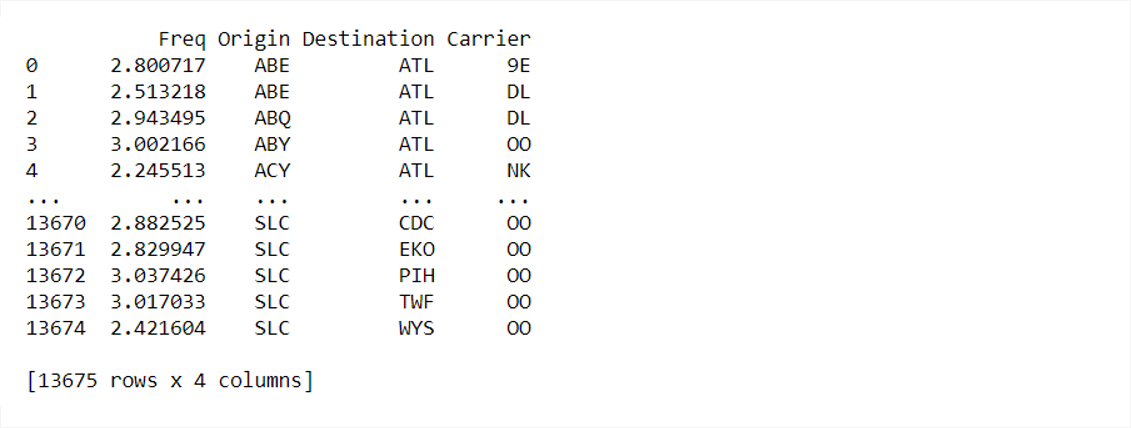 Freq Origin Destination Carrier
0 2.800717 ABE ATL 9E
1 2.513218 ABE ATL DL
2 2.943495 ABQ ATL DL
3 3.002166 ABY ATL OO
4 2.245513 ACY ATL NK
... ... ... ... ...
13670 2.882525 SLC CDC OO
13671 2.829947 SLC EKO OO
13672 3.037426 SLC PIH OO
13673 3.017033 SLC TWF OO
13674 2.421604 SLC WYS OO
[13675 rows x 4 columns]